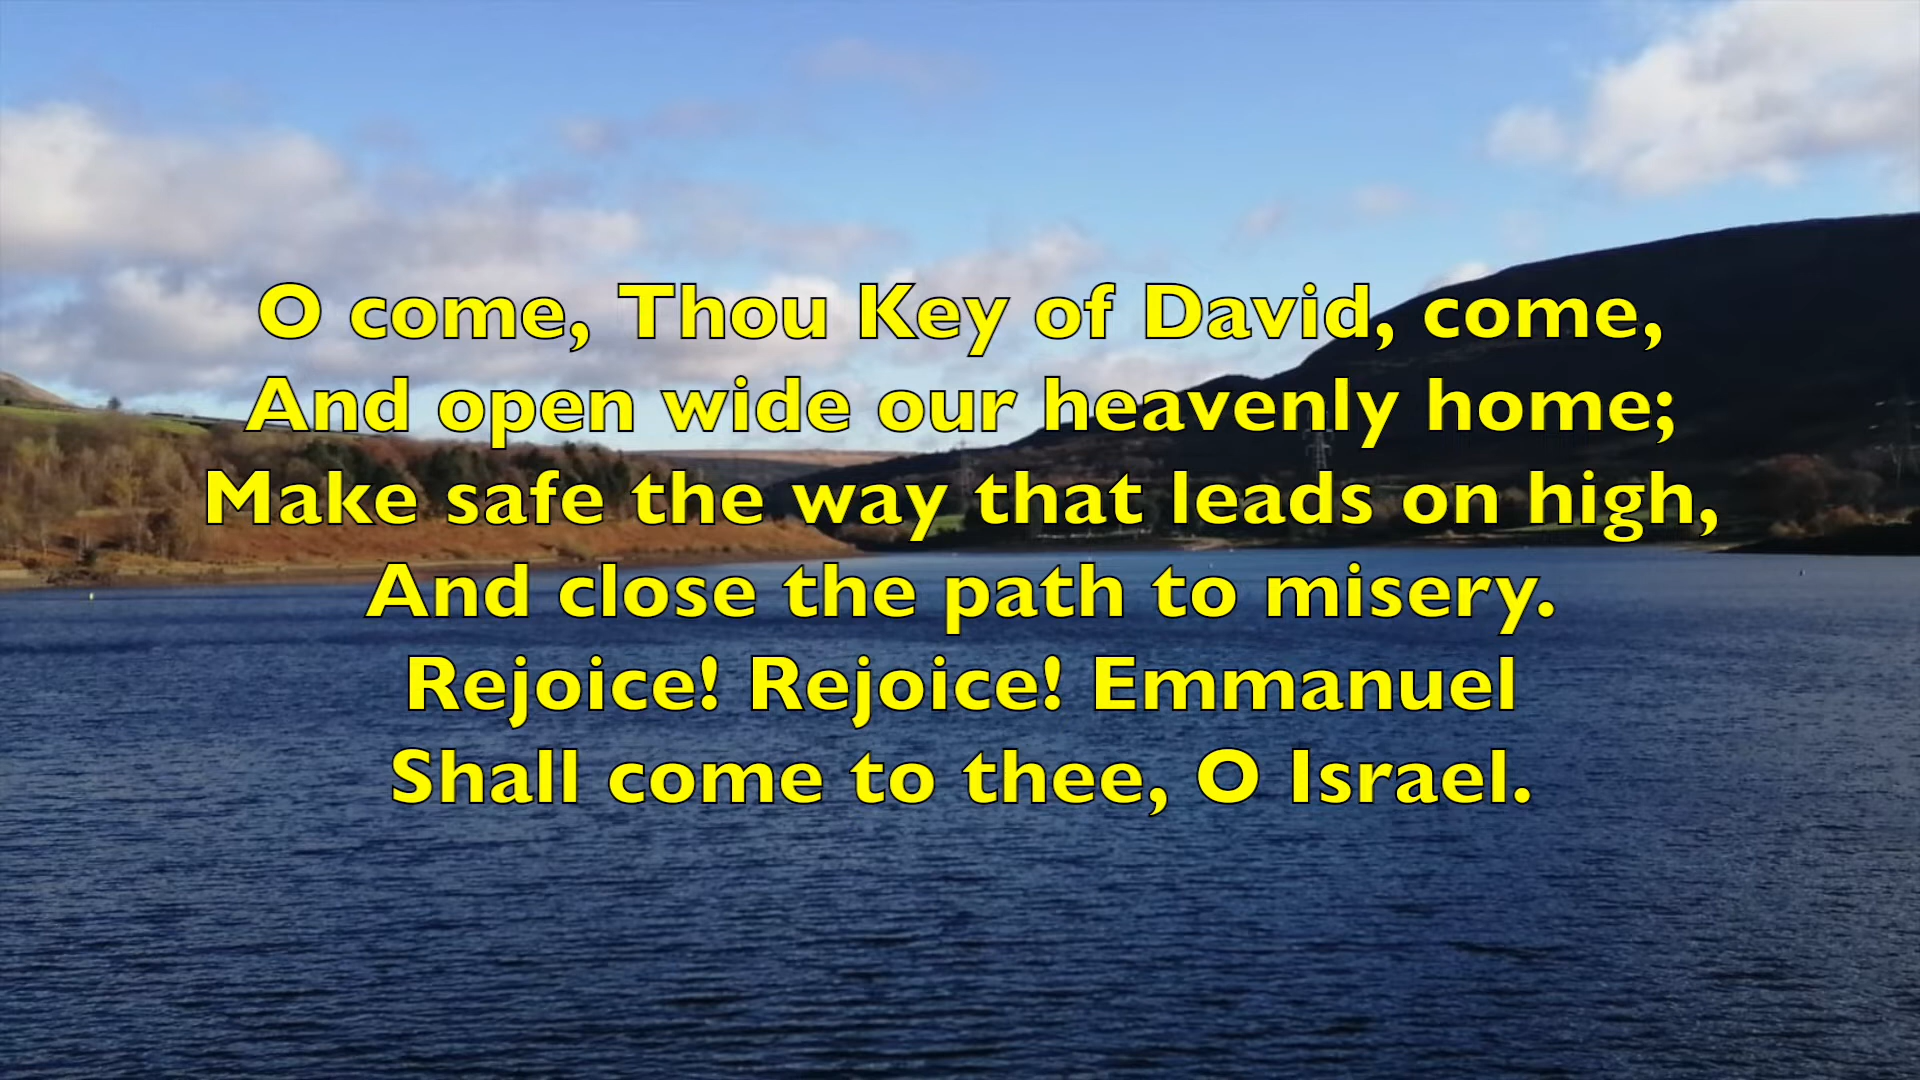 O come, Thou Key of David, come,
And open wide our heavenly home;
Make safe the way that leads on high,
And close the path to misery.
Rejoice! Rejoice! Emmanuel
Shall come to thee, O Israel.